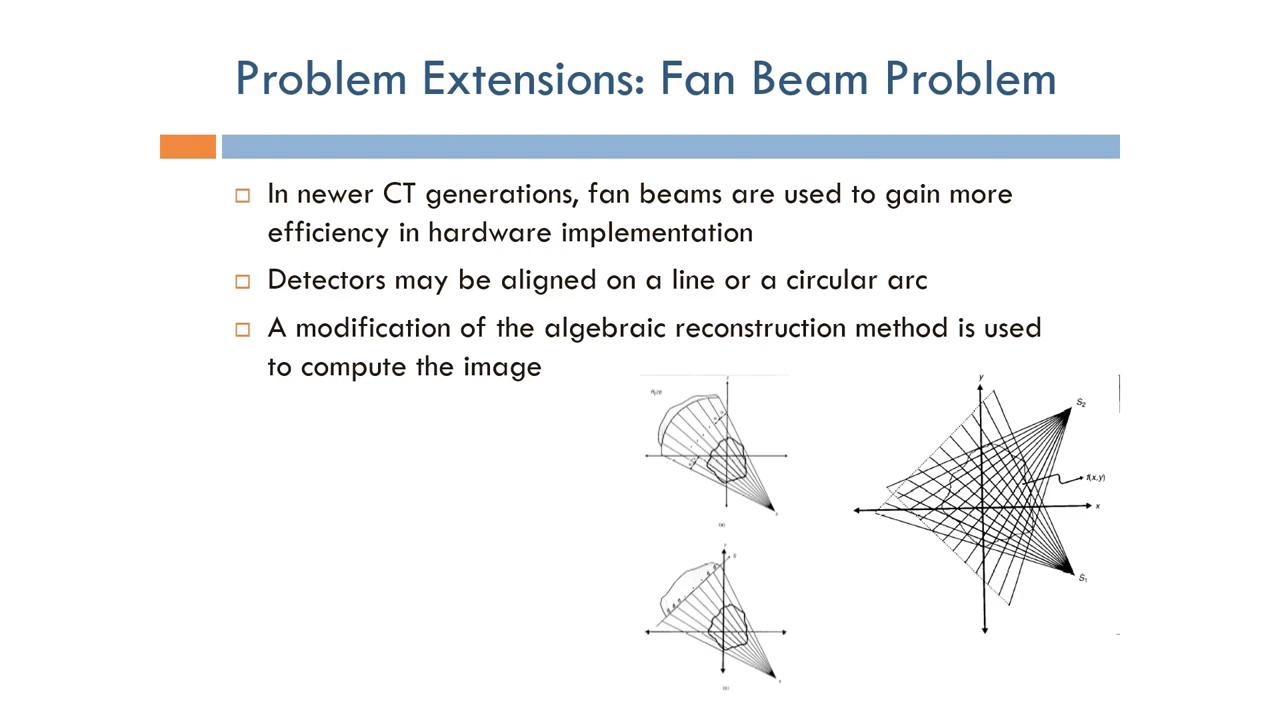 Problem Extensions: Fan Beam Problem
In newer CT generations, fan beams are used to gain more
efficiency in hardware implementation
Detectors may be aligned on a line or a circular arc
A modification of the algebraic reconstruction method is used
to compute the image
y
S₂
f(x,y)
x
S₁
(a)